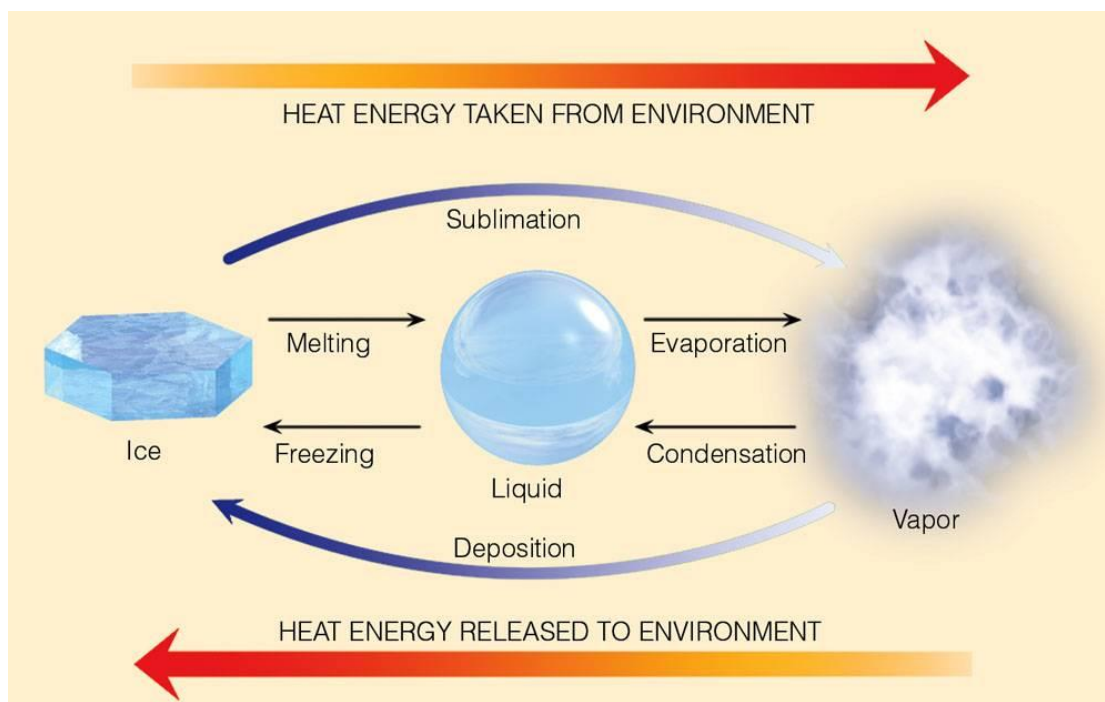 HEAT ENERGY TAKEN FROM ENVIRONMENT
Sublimation
Melting
Evaporation
Ice
Freezing
Condensation
Liquid
Vapor
Deposition
HEAT ENERGY RELEASED TO ENVIRONMENT